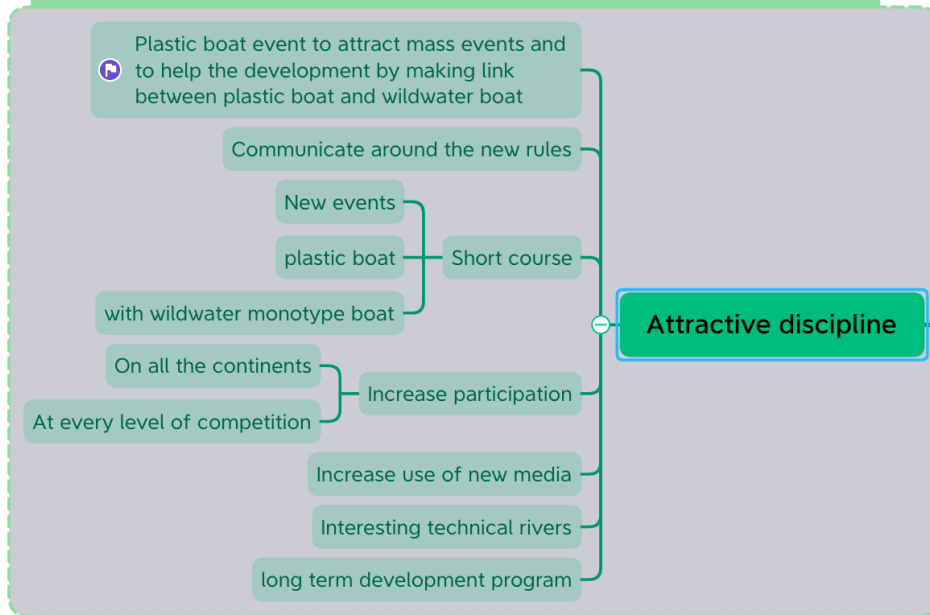 Plastic boat event to attract mass events and
to help the development by making link
between plastic boat and wildwater boat
Communicate around the new rules
New events
plastic boat
Short course
with wildwater monotype boat
Attractive discipline
On all the continents
Increase participation
At every level of competition
Increase use of new media
Interesting technical rivers
long term development program